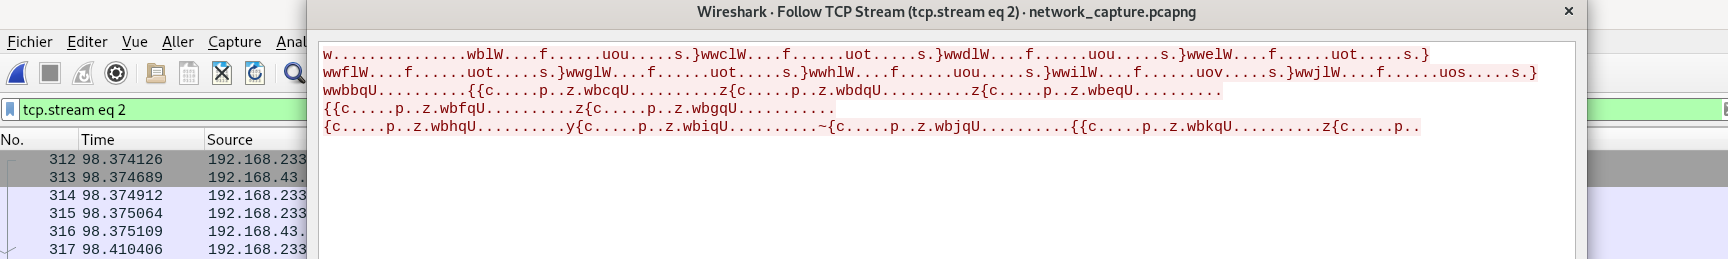 Wireshark · Follow TCP Stream (tcp.stream eq 2) · network_capture.pcapng ×
Fichier Editer Vue Aller Capture Anal
tcp.stream eq 2
No. Time Source
312 98.374126 192.168.233
313 98.374689 192.168.43.
314 98.374912 192.168.233
315 98.375064 192.168.233
316 98.375109 192.168.43.
317 98.410406 192.168.233
w...............wblW....f......uou.....s.}wwclW....f......uot.....s.}wwdlW....f......uou.....s.}wwelW....f......uot.....s.}
wwflW....f......uot.....s.}wwglW....f......uot.....s.}wwhlW....f......uou.....s.}wwilW....f......uov.....s.}wwjlW....f......uos.....s.}
wwbbqU..........{{c.....p..z.wbcqU..........z{c.....p..z.wbdqU..........z{c.....p..z.wbeqU..........
{{c.....p..z.wbfqU..........z{c.....p..z.wbgqU..........
{c.....p..z.wbhqU..........y{c.....p..z.wbiqU..........~{c.....p..z.wbjqU..........{{c.....p..z.wbkqU..........z{c.....p..